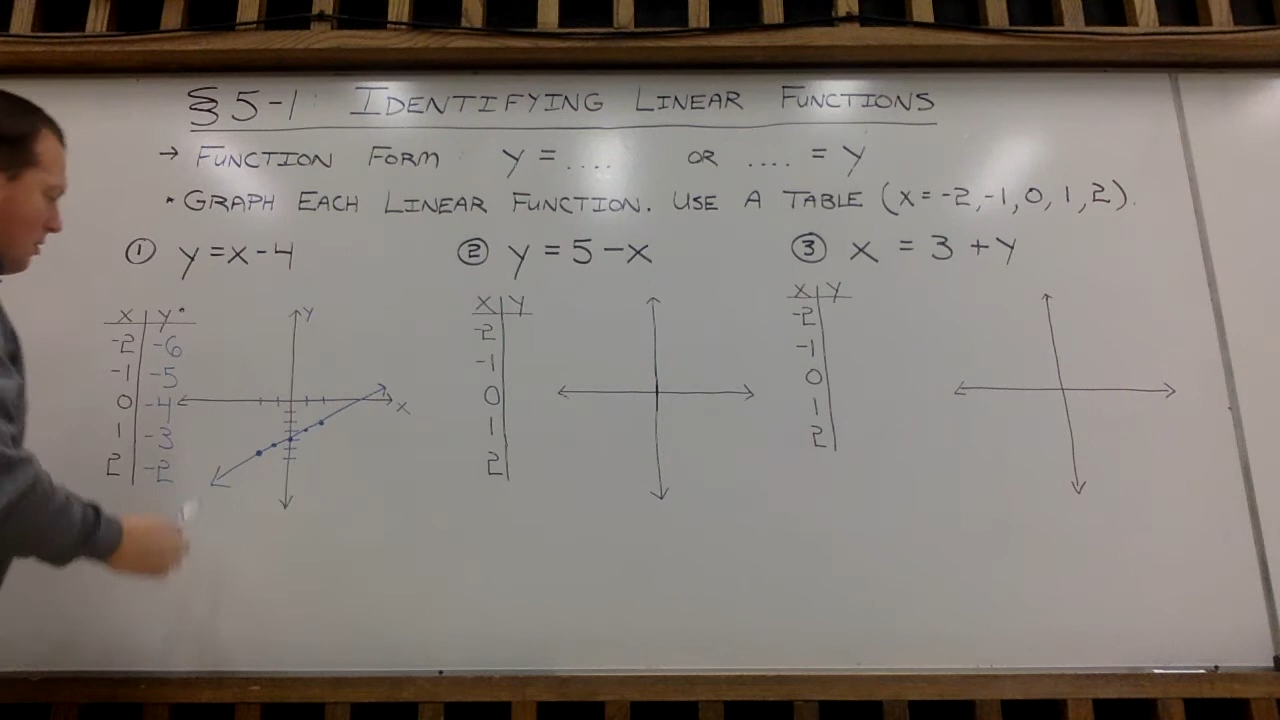 § 5-1: IDENTIFYING LINEAR FUNCTIONS
→ FUNCTION FORM y = .... OR .... = y
• GRAPH EACH LINEAR FUNCTION. USE A TABLE (x = -2, -1, 0, 1, 2).
① y = x - 4
x y
-2 -6
-1 -5
0 -4
1 -3
2 -2
y
x
② y = 5 - x
x y
-2
-1
0
1
2
③ x = 3 + y
x y
-2
-1
0
1
2